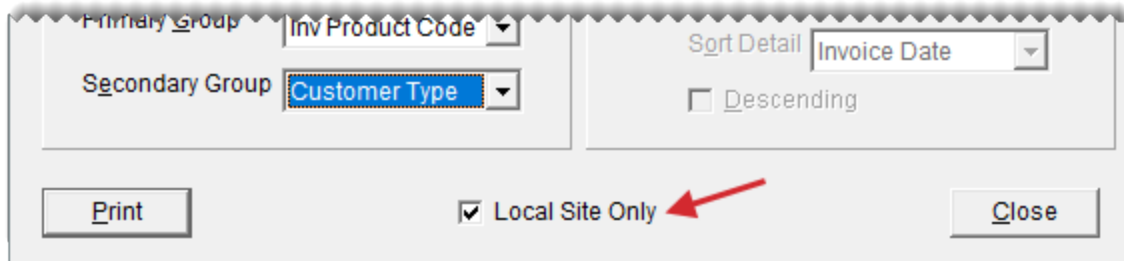 Primary Group Inv Product Code
Sort Detail Invoice Date
Secondary Group Customer Type
Descending
Print Local Site Only Close